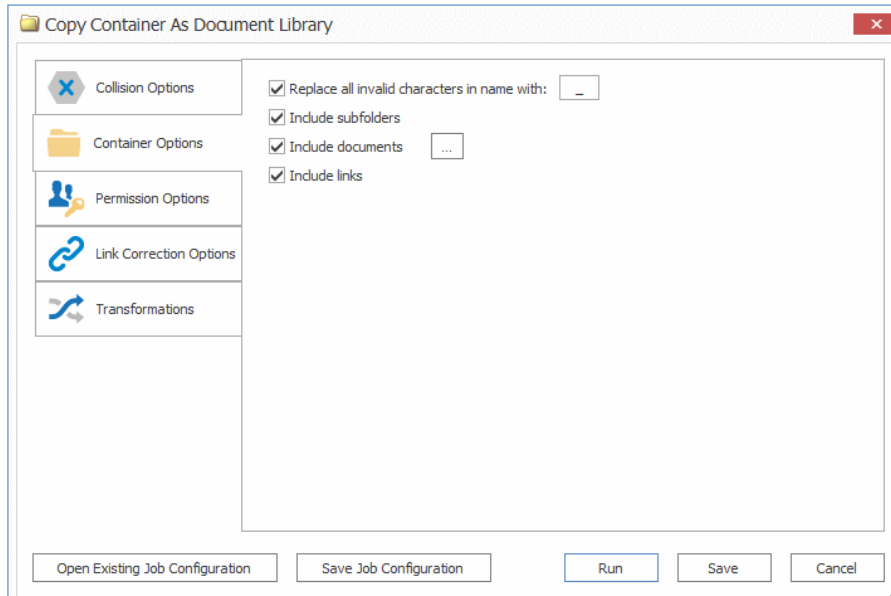 Copy Container As Document Library
Collision Options
Container Options
Permission Options
Link Correction Options
Transformations
Replace all invalid characters in name with: _
Include subfolders
Include documents ...
Include links
Open Existing Job Configuration
Save Job Configuration
Run
Save
Cancel